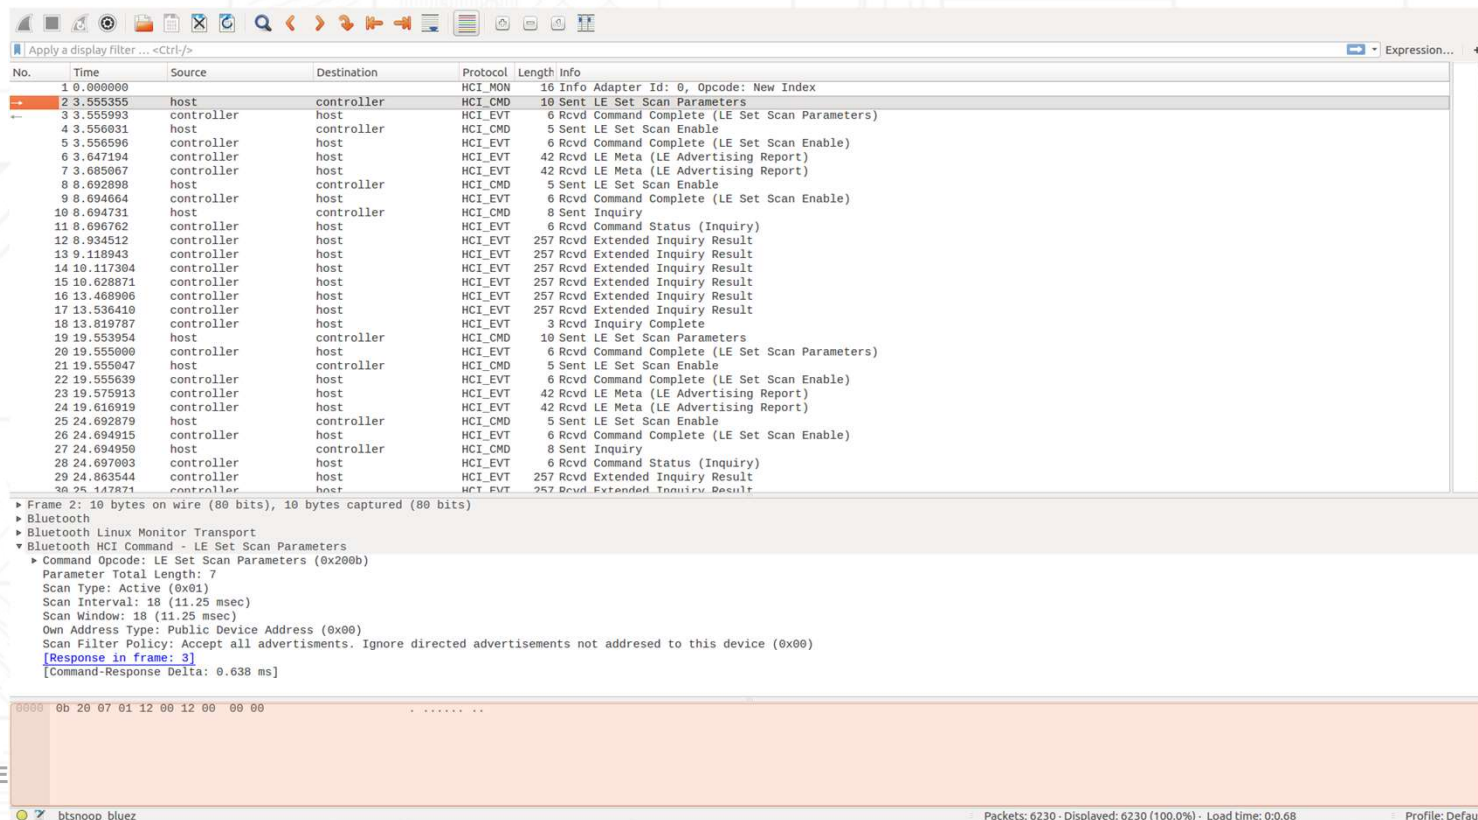 Apply a display filter ... <Ctrl-/> Expression... +
No. Time Source Destination Protocol Length Info
1 0.000000 HCI_MON 16 Info Adapter Id: 0, Opcode: New Index
2 3.555355 host controller HCI_CMD 10 Sent LE Set Scan Parameters
3 3.555993 controller host HCI_EVT 6 Rcvd Command Complete (LE Set Scan Parameters)
4 3.556031 host controller HCI_CMD 5 Sent LE Set Scan Enable
5 3.556596 controller host HCI_EVT 6 Rcvd Command Complete (LE Set Scan Enable)
6 3.647194 controller host HCI_EVT 42 Rcvd LE Meta (LE Advertising Report)
7 3.685067 controller host HCI_EVT 42 Rcvd LE Meta (LE Advertising Report)
8 8.692898 host controller HCI_CMD 5 Sent LE Set Scan Enable
9 8.694664 controller host HCI_EVT 6 Rcvd Command Complete (LE Set Scan Enable)
10 8.694731 host controller HCI_CMD 8 Sent Inquiry
11 8.696762 controller host HCI_EVT 6 Rcvd Command Status (Inquiry)
12 8.934512 controller host HCI_EVT 257 Rcvd Extended Inquiry Result
13 9.118943 controller host HCI_EVT 257 Rcvd Extended Inquiry Result
14 10.117304 controller host HCI_EVT 257 Rcvd Extended Inquiry Result
15 10.628871 controller host HCI_EVT 257 Rcvd Extended Inquiry Result
16 13.468906 controller host HCI_EVT 257 Rcvd Extended Inquiry Result
17 13.536410 controller host HCI_EVT 257 Rcvd Extended Inquiry Result
18 13.819787 controller host HCI_EVT 3 Rcvd Inquiry Complete
19 19.553954 host controller HCI_CMD 10 Sent LE Set Scan Parameters
20 19.555000 controller host HCI_EVT 6 Rcvd Command Complete (LE Set Scan Parameters)
21 19.555047 host controller HCI_CMD 5 Sent LE Set Scan Enable
22 19.555639 controller host HCI_EVT 6 Rcvd Command Complete (LE Set Scan Enable)
23 19.575913 controller host HCI_EVT 42 Rcvd LE Meta (LE Advertising Report)
24 19.616919 controller host HCI_EVT 42 Rcvd LE Meta (LE Advertising Report)
25 24.692879 host controller HCI_CMD 5 Sent LE Set Scan Enable
26 24.694915 controller host HCI_EVT 6 Rcvd Command Complete (LE Set Scan Enable)
27 24.694950 host controller HCI_CMD 8 Sent Inquiry
28 24.697003 controller host HCI_EVT 6 Rcvd Command Status (Inquiry)
29 24.863544 controller host HCI_EVT 257 Rcvd Extended Inquiry Result
30 25.147871 controller host HCI_EVT 257 Rcvd Extended Inquiry Result
Frame 2: 10 bytes on wire (80 bits), 10 bytes captured (80 bits)
Bluetooth
Bluetooth Linux Monitor Transport
Bluetooth HCI Command - LE Set Scan Parameters
Command Opcode: LE Set Scan Parameters (0x200b)
Parameter Total Length: 7
Scan Type: Active (0x01)
Scan Interval: 18 (11.25 msec)
Scan Window: 18 (11.25 msec)
Own Address Type: Public Device Address (0x00)
Scan Filter Policy: Accept all advertisments. Ignore directed advertisements not addresed to this device (0x00)
[Response in frame: 3]
[Command-Response Delta: 0.638 ms]
0000 0b 20 07 01 12 00 12 00 00 00 . ...... ..
btsnoop_bluez Packets: 6230 · Displayed: 6230 (100.0%) · Load time: 0:0.68 Profile: Defau